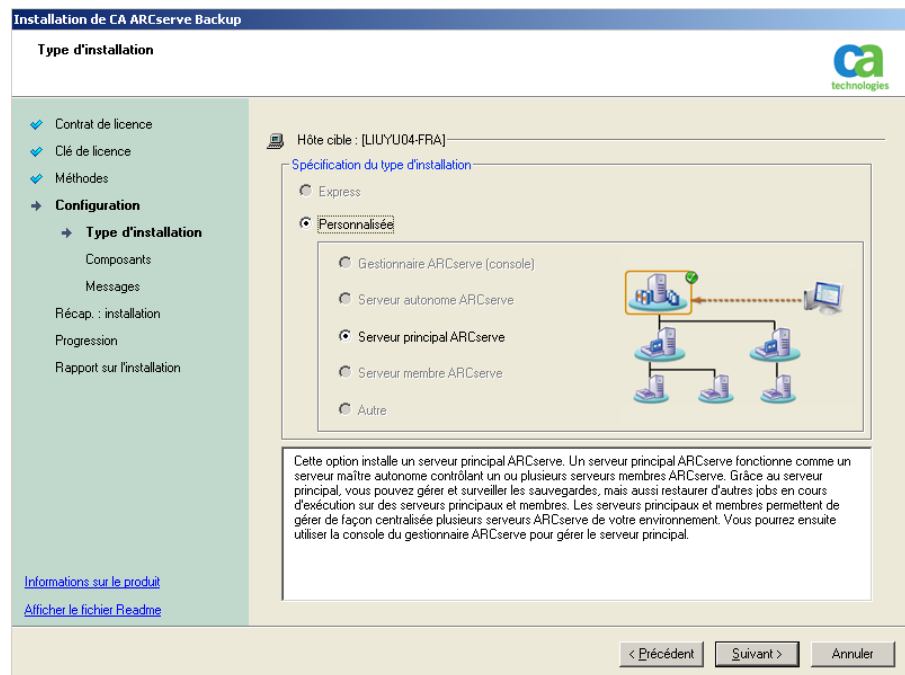 Installation de CA ARCserve Backup
Type d'installation
ca
technologies
Contrat de licence
Clé de licence
Méthodes
Configuration
Type d'installation
Composants
Messages
Récap. : installation
Progression
Rapport sur l'installation
Informations sur le produit
Afficher le fichier Readme
Hôte cible : [LIUYU04-FRA]
Spécification du type d'installation
Express
Personnalisée
Gestionnaire ARCserve (console)
Serveur autonome ARCserve
Serveur principal ARCserve
Serveur membre ARCserve
Autre
Cette option installe un serveur principal ARCserve. Un serveur principal ARCserve fonctionne comme un
serveur maître autonome contrôlant un ou plusieurs serveurs membres ARCserve. Grâce au serveur
principal, vous pouvez gérer et surveiller les sauvegardes, mais aussi restaurer d'autres jobs en cours
d'exécution sur des serveurs principaux et membres. Les serveurs principaux et membres permettent de
gérer de façon centralisée plusieurs serveurs ARCserve de votre environnement. Vous pourrez ensuite
utiliser la console du gestionnaire ARCserve pour gérer le serveur principal.
< Précédent
Suivant >
Annuler